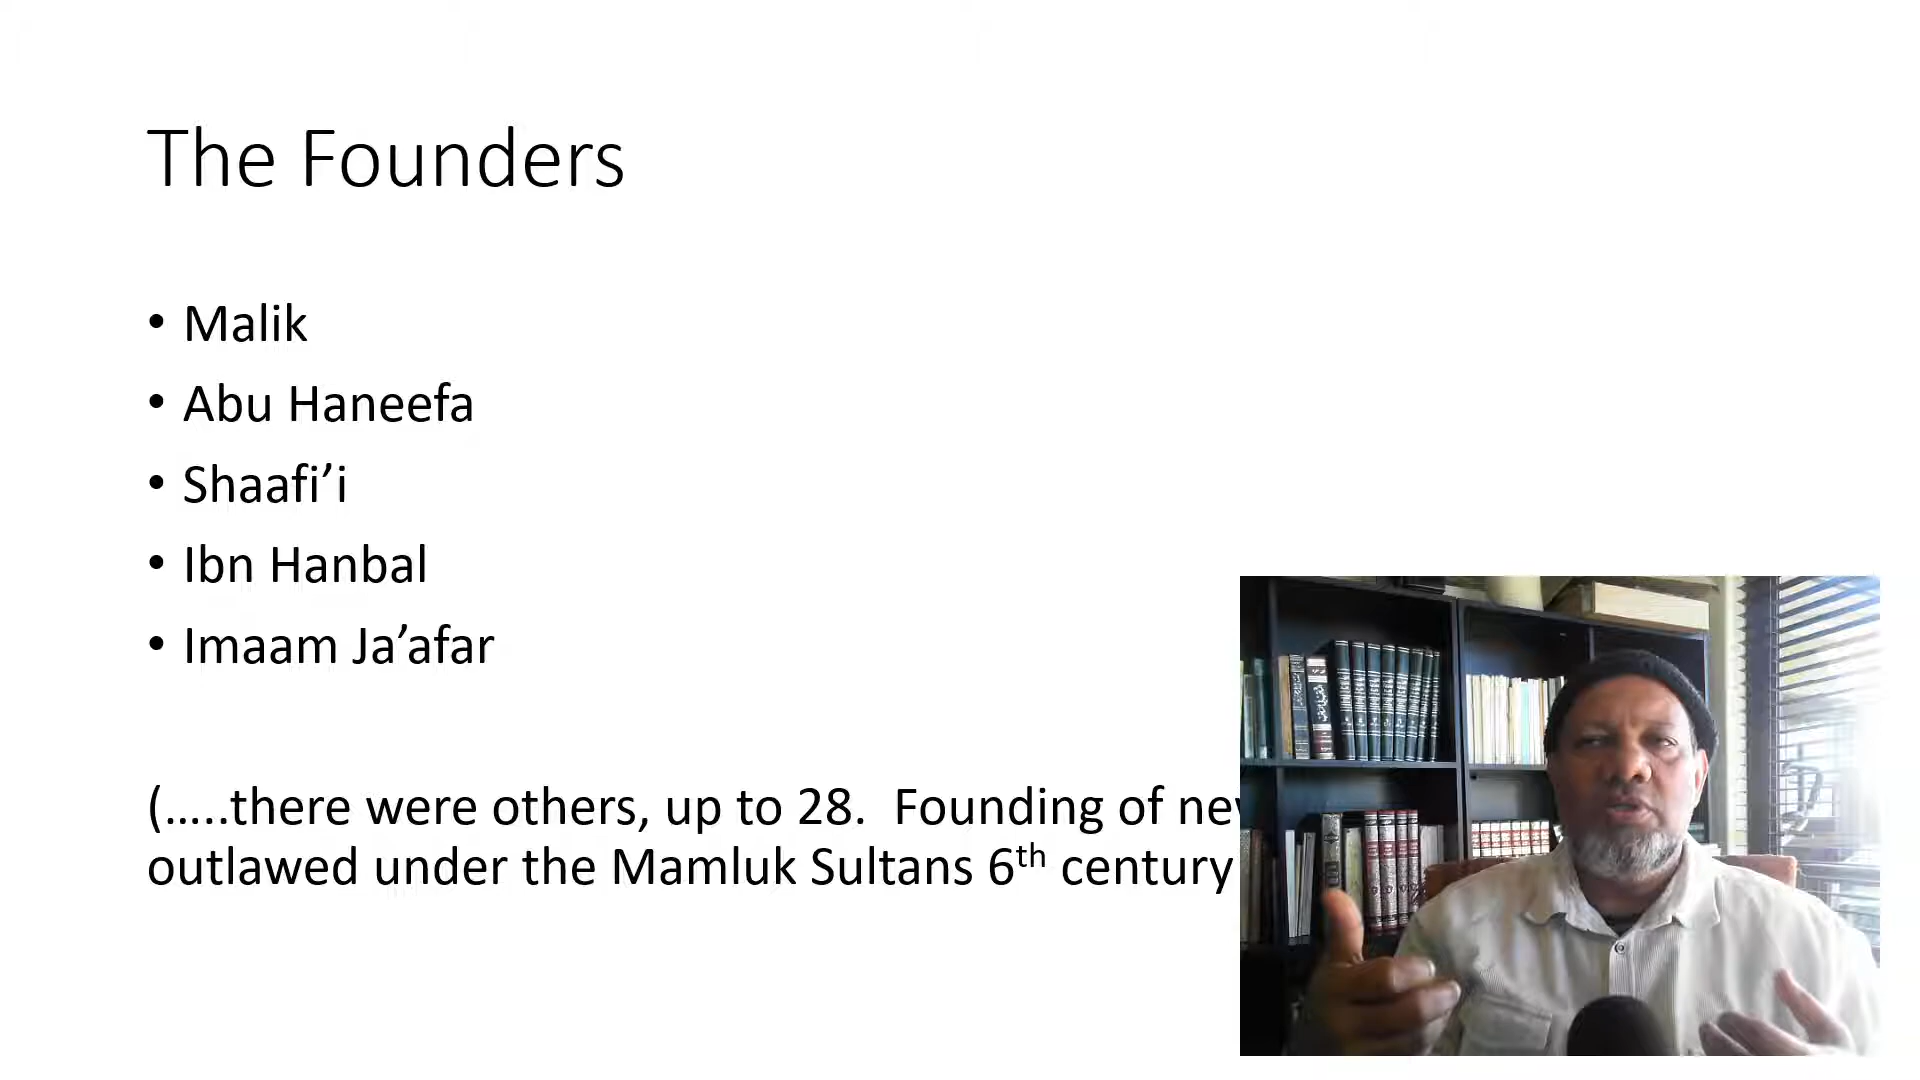 The Founders
• Malik
• Abu Haneefa
• Shaafi’i
• Ibn Hanbal
• Imaam Ja’afar
(.....there were others, up to 28.  Founding of
outlawed under the Mamluk Sultans 6th century